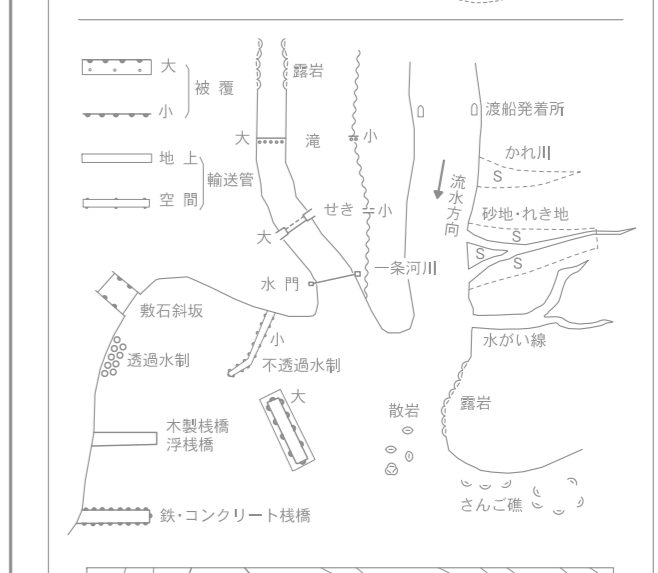 大
被覆
小
地上
輸送管
空間
露岩
大
滝
小
せき
小
大
水門
一条河川
渡船発着所
かれ川
S
流水方向
砂地・れき地
S
S
S
水がい線
敷石斜坂
透過水制
小
不透過水制
大
木製桟橋
浮桟橋
鉄・コンクリート桟橋
散岩
露岩
さんご礁